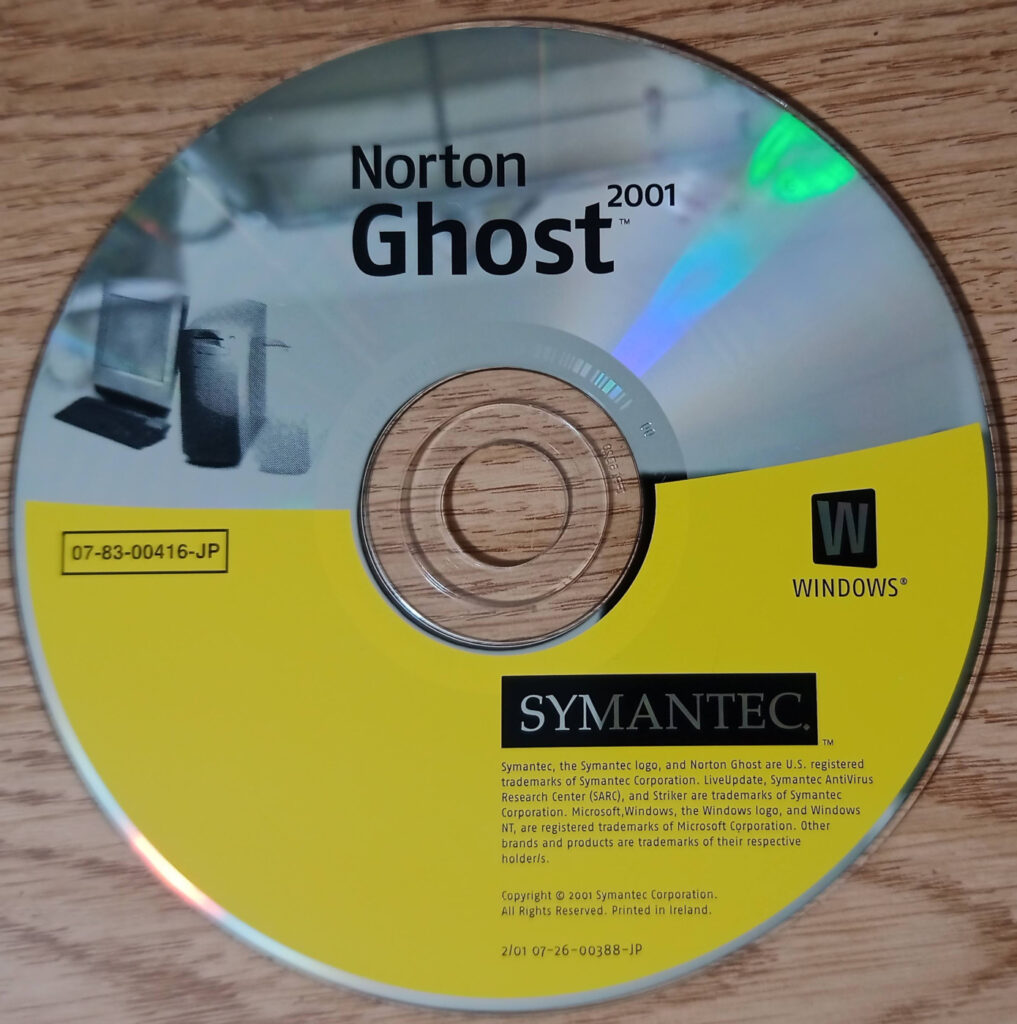 Norton
Ghost 2001™
07-83-00416-JP
W
WINDOWS®
SYMANTEC.™
Symantec, the Symantec logo, and Norton Ghost are U.S. registered
trademarks of Symantec Corporation. LiveUpdate, Symantec AntiVirus
Research Center (SARC), and Striker are trademarks of Symantec
Corporation. Microsoft,Windows, the Windows logo, and Windows
NT, are registered trademarks of Microsoft Corporation. Other
brands and products are trademarks of their respective
holder/s.
Copyright © 2001 Symantec Corporation.
All Rights Reserved. Printed in Ireland.
2/01 07-26-00388-JP